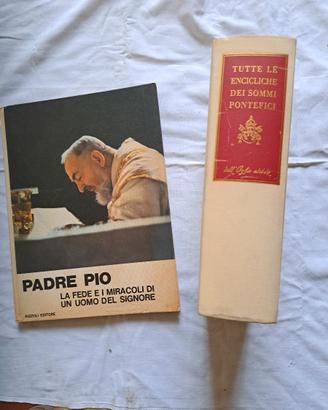 PADRE PIO
LA FEDE E I MIRACOLI DI
UN UOMO DEL SIGNORE
RIZZOLI EDITORE
TUTTE LE
ENCICLICHE
DEI SOMMI
PONTEFICI
dall'Oglio editore